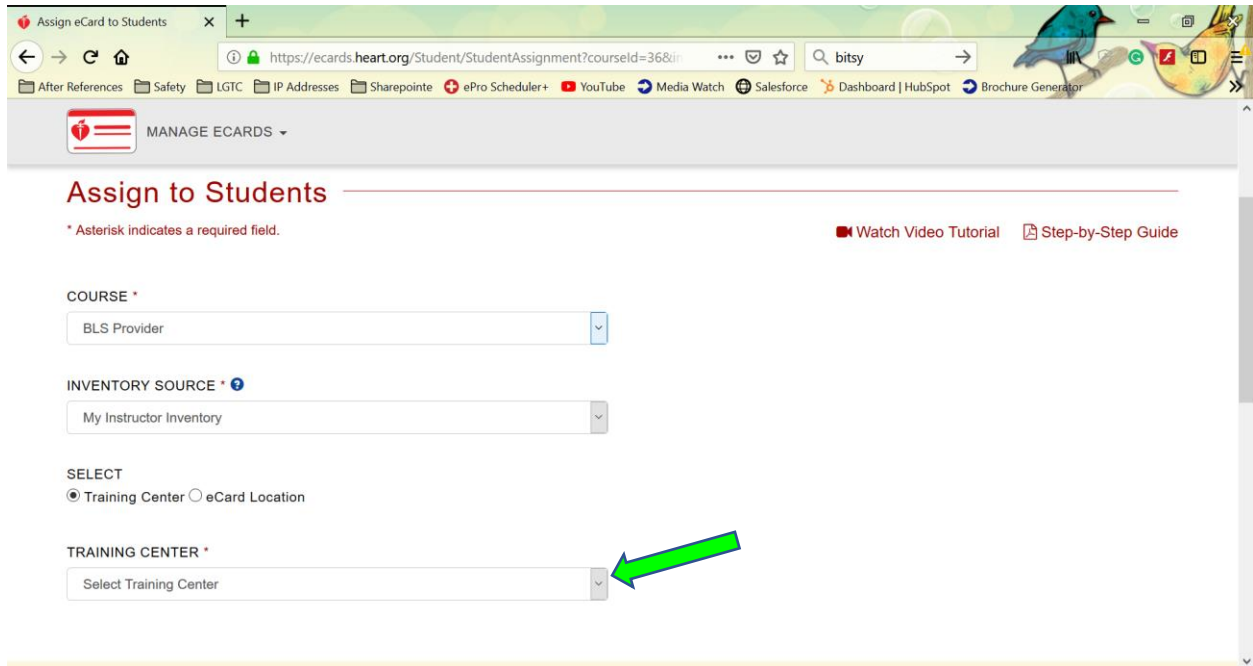 Assign eCard to Students
https://ecards.heart.org/Student/StudentAssignment?courseId=36&in
bitsy
After References Safety LGTC IP Addresses Sharepointe ePro Scheduler+ YouTube Media Watch Salesforce Dashboard | HubSpot Brochure Generator
MANAGE ECARDS
Assign to Students
* Asterisk indicates a required field.
Watch Video Tutorial Step-by-Step Guide
COURSE *
BLS Provider
INVENTORY SOURCE *
My Instructor Inventory
SELECT
Training Center eCard Location
TRAINING CENTER *
Select Training Center